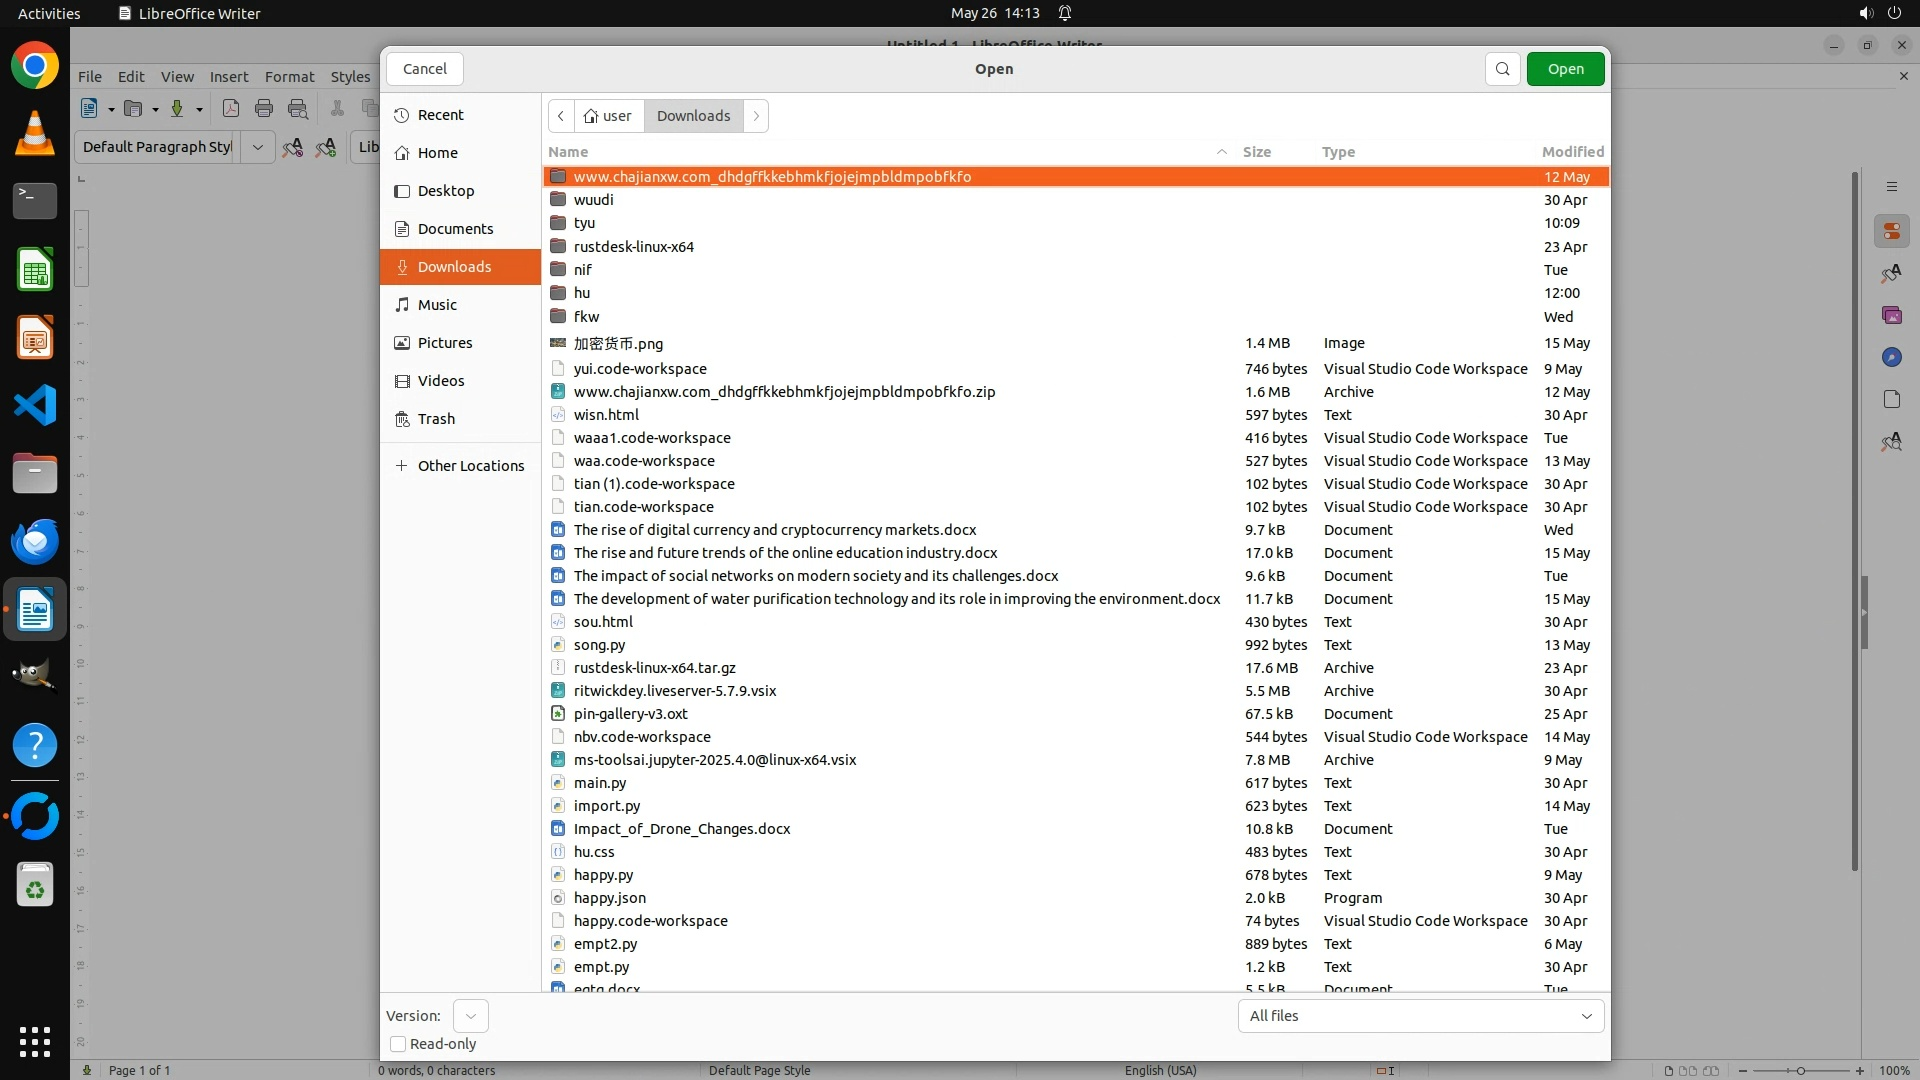 Activities
LibreOffice Writer
May 26 14:13
Untitled 1 - LibreOffice Writer
File Edit View Insert Format Styles
Default Paragraph Styl
Lib
Cancel
Open
Open
Recent
Home
Desktop
Documents
Downloads
Music
Pictures
Videos
Trash
Other Locations
user
Downloads
Name Size Type Modified
www.chajianxw.com_dhdgffkkebhmkfjojejmpbldmpobfkfo 12 May
wuudi 30 Apr
tyu 10:09
rustdesk-linux-x64 23 Apr
nif Tue
hu 12:00
fkw Wed
加密货币.png 1.4 MB Image 15 May
yui.code-workspace 746 bytes Visual Studio Code Workspace 9 May
www.chajianxw.com_dhdgffkkebhmkfjojejmpbldmpobfkfo.zip 1.6 MB Archive 12 May
wisn.html 597 bytes Text 30 Apr
waaa1.code-workspace 416 bytes Visual Studio Code Workspace Tue
waa.code-workspace 527 bytes Visual Studio Code Workspace 13 May
tian (1).code-workspace 102 bytes Visual Studio Code Workspace 30 Apr
tian.code-workspace 102 bytes Visual Studio Code Workspace 30 Apr
The rise of digital currency and cryptocurrency markets.docx 9.7 kB Document Wed
The rise and future trends of the online education industry.docx 17.0 kB Document 15 May
The impact of social networks on modern society and its challenges.docx 9.6 kB Document Tue
The development of water purification technology and its role in improving the environment.docx 11.7 kB Document 15 May
sou.html 430 bytes Text 30 Apr
song.py 992 bytes Text 13 May
rustdesk-linux-x64.tar.gz 17.6 MB Archive 23 Apr
ritwickdey.liveserver-5.7.9.vsix 5.5 MB Archive 30 Apr
pin-gallery-v3.oxt 67.5 kB Document 25 Apr
nbv.code-workspace 544 bytes Visual Studio Code Workspace 14 May
ms-toolsai.jupyter-2025.4.0@linux-x64.vsix 7.8 MB Archive 9 May
main.py 617 bytes Text 30 Apr
import.py 623 bytes Text 14 May
Impact_of_Drone_Changes.docx 10.8 kB Document Tue
hu.css 483 bytes Text 30 Apr
happy.py 678 bytes Text 9 May
happy.json 2.0 kB Program 30 Apr
happy.code-workspace 74 bytes Visual Studio Code Workspace 30 Apr
empt2.py 889 bytes Text 6 May
empt.py 1.2 kB Text 30 Apr
5.5 kB Document Tue
Version:
All files
Read-only
Page 1 of 1
0 words, 0 characters
Default Page Style
English (USA)
100%